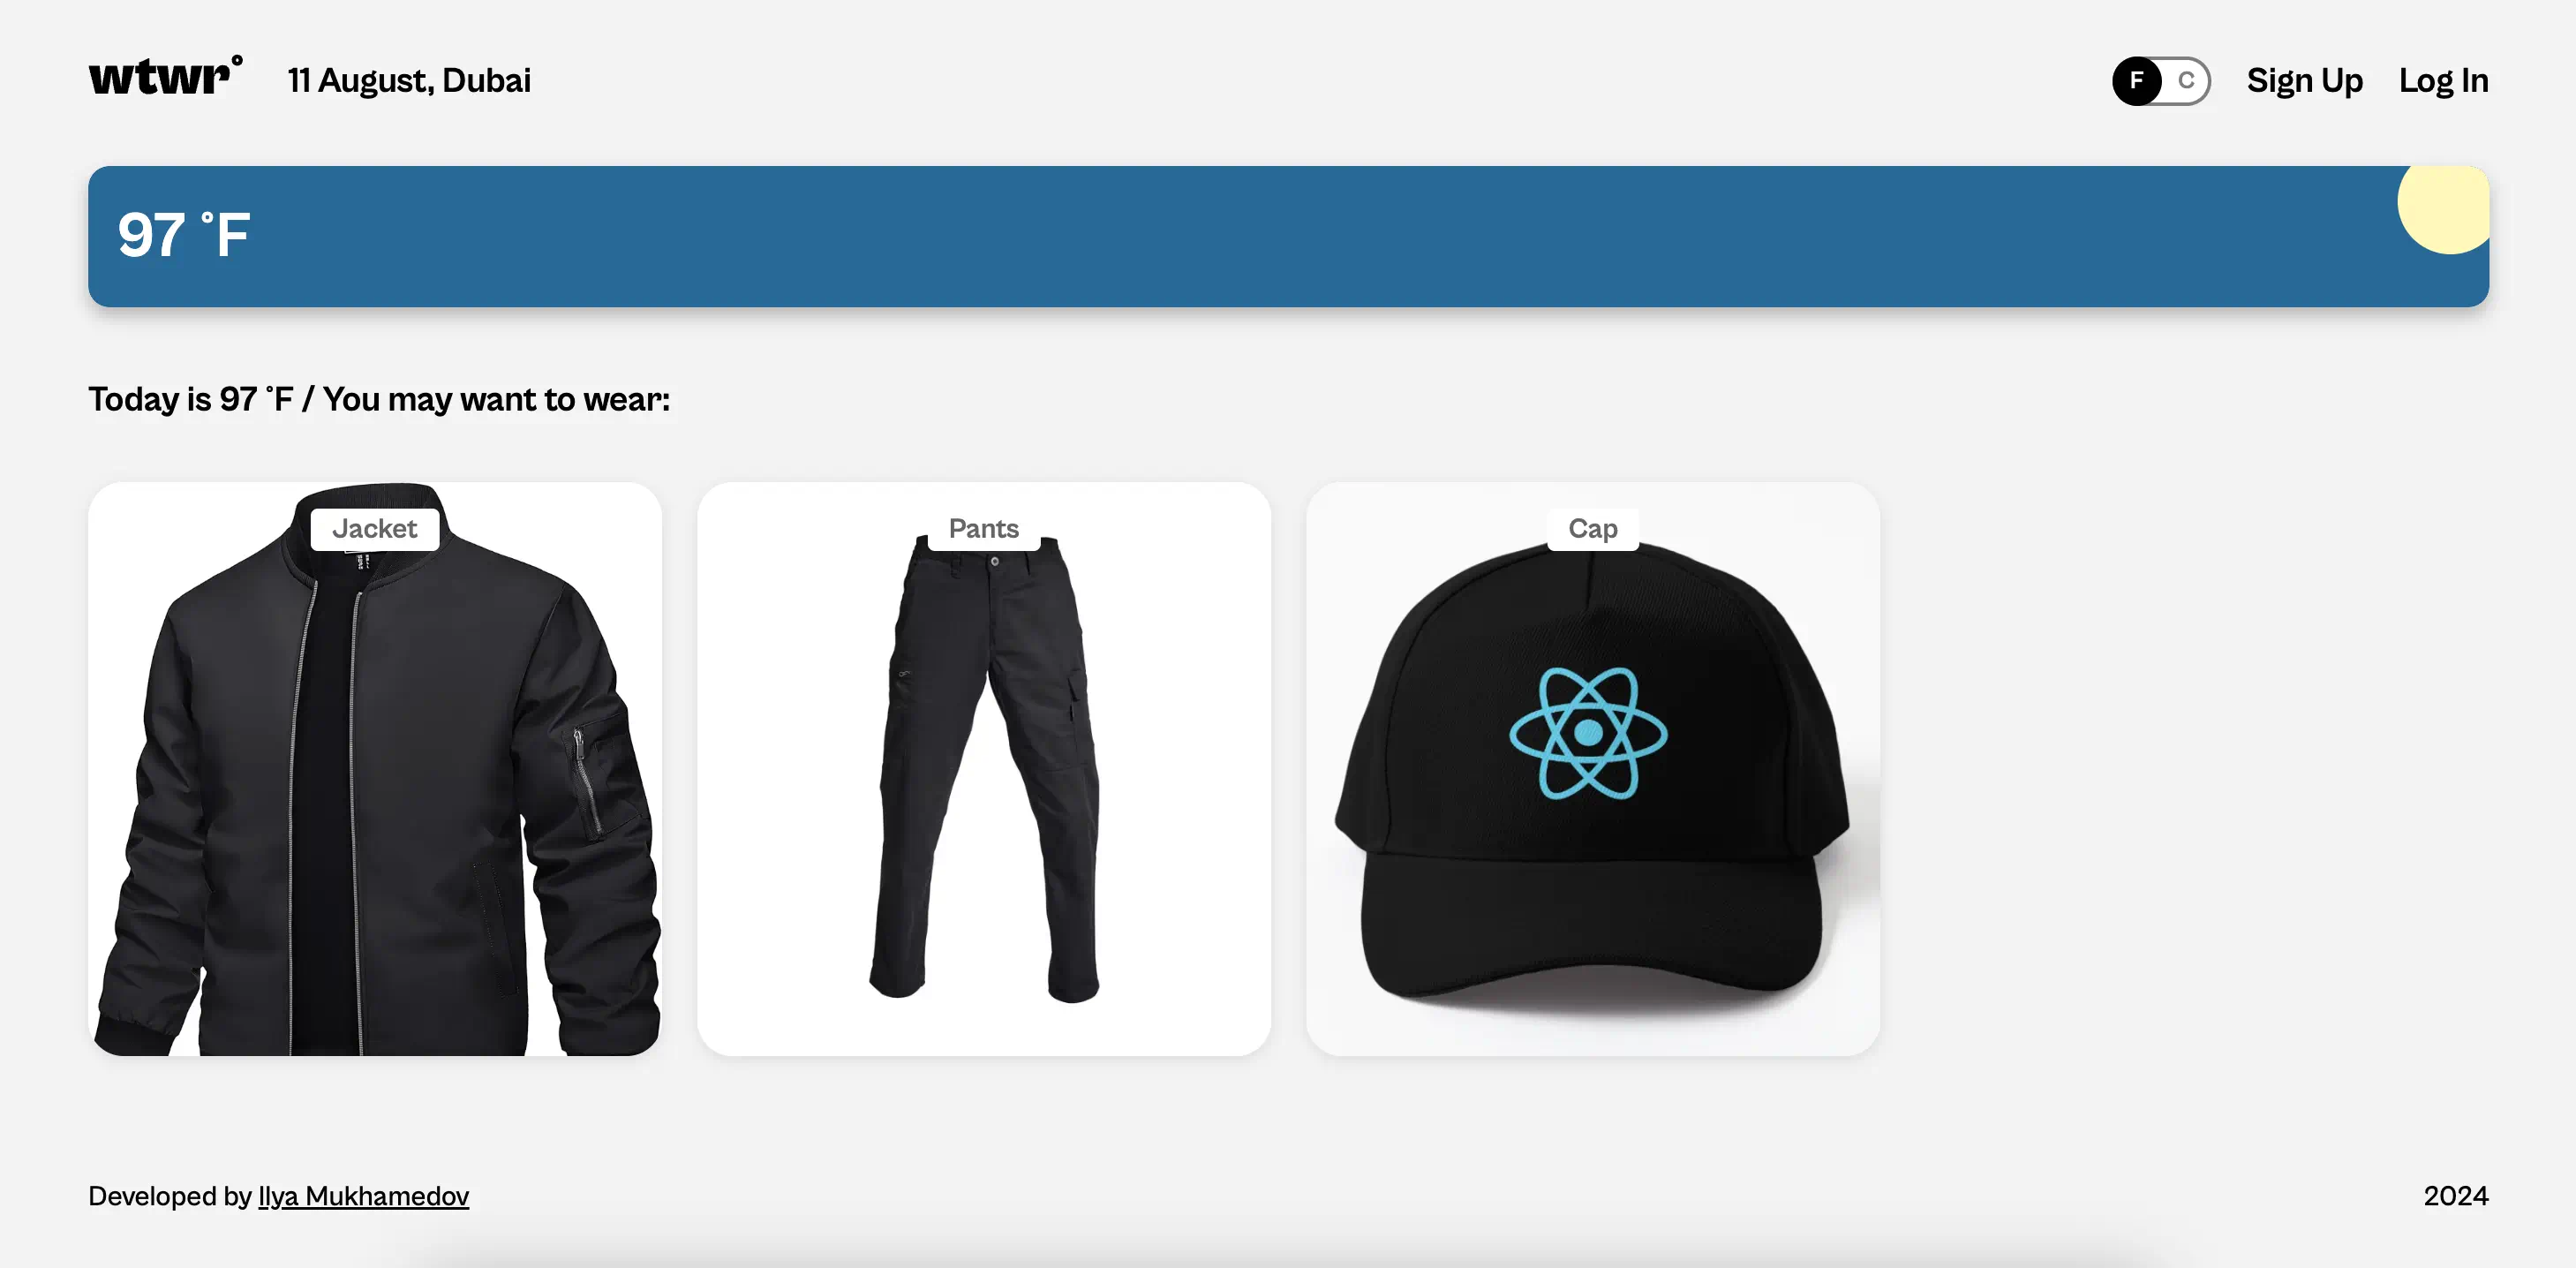 wtwr°
11 August, Dubai
F C
Sign Up
Log In
97 °F
Today is 97 °F / You may want to wear:
Jacket
Pants
Cap
Developed by Ilya Mukhamedov
2024